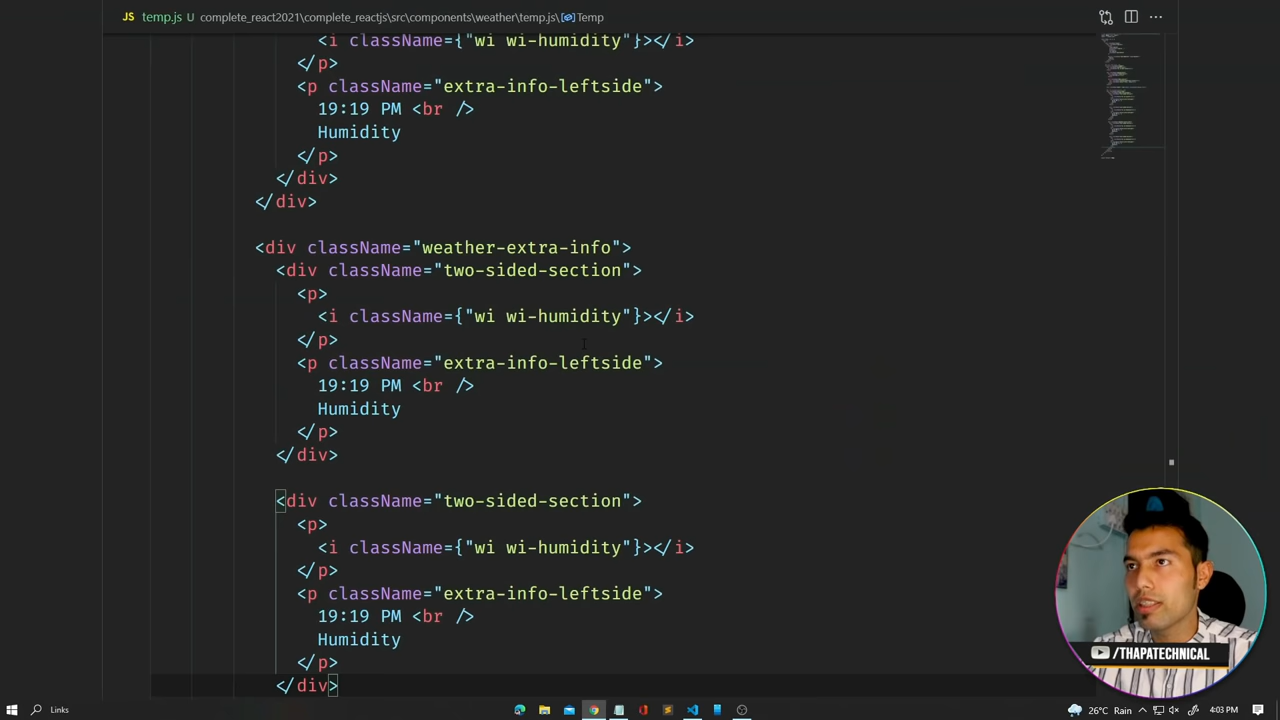 JS temp.js U complete_react2021\complete_reactjs\src\components\weather\temp.js\Temp
<i className={"wi wi-humidity"}></i>
</p>
<p className="extra-info-leftside">
19:19 PM <br />
Humidity
</p>
</div>
</div>
<div className="weather-extra-info">
<div className="two-sided-section">
<p>
<i className={"wi wi-humidity"}></i>
</p>
<p className="extra-info-leftside">
19:19 PM <br />
Humidity
</p>
</div>
<div className="two-sided-section">
<p>
<i className={"wi wi-humidity"}></i>
</p>
<p className="extra-info-leftside">
19:19 PM <br />
Humidity
</p>
</div>
/THAPATECHNICAL
Links
26°C Rain
4:03 PM